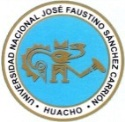 UNIVERSIDAD NACIONAL JOSÉ FAUSTINO SÁNCHEZ CARRIÓN
• HUACHO •